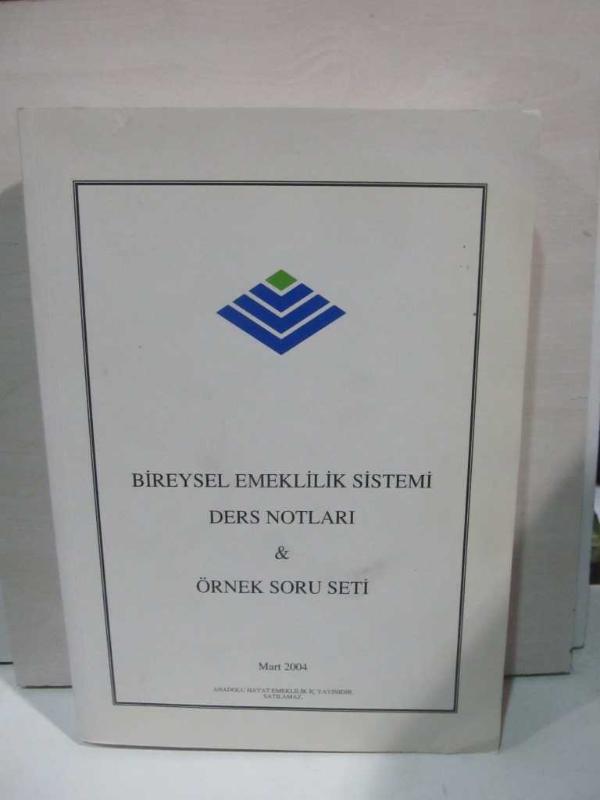 BİREYSEL EMEKLİLİK SİSTEMİ
DERS NOTLARI
&
ÖRNEK SORU SETİ
Mart 2004
ANADOLU HAYAT EMEKLİLİK İÇ YAYINIDIR.
SATILAMAZ.